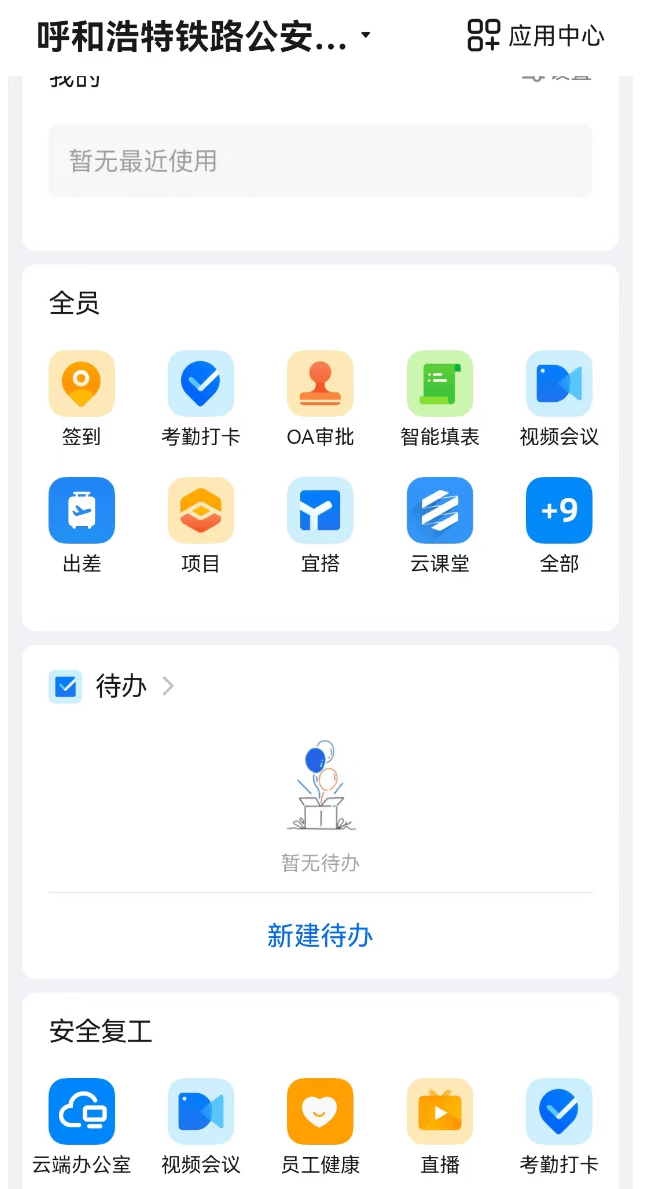 呼和浩特铁路公安...
应用中心
我的
设置
暂无最近使用
全员
签到 考勤打卡 OA审批 智能填表 视频会议
+9
出差 项目 宜搭 云课堂 全部
待办
暂无待办
新建待办
安全复工
云端办公室 视频会议 员工健康 直播 考勤打卡